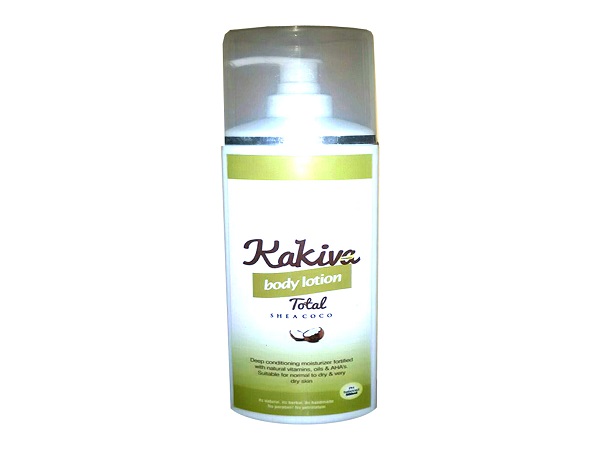 Kakiva
body lotion
Total
SHEA COCO
Deep conditioning moisturizer fortified
with natural vitamins, oils & AHA's.
Suitable for normal to dry & very
dry skin